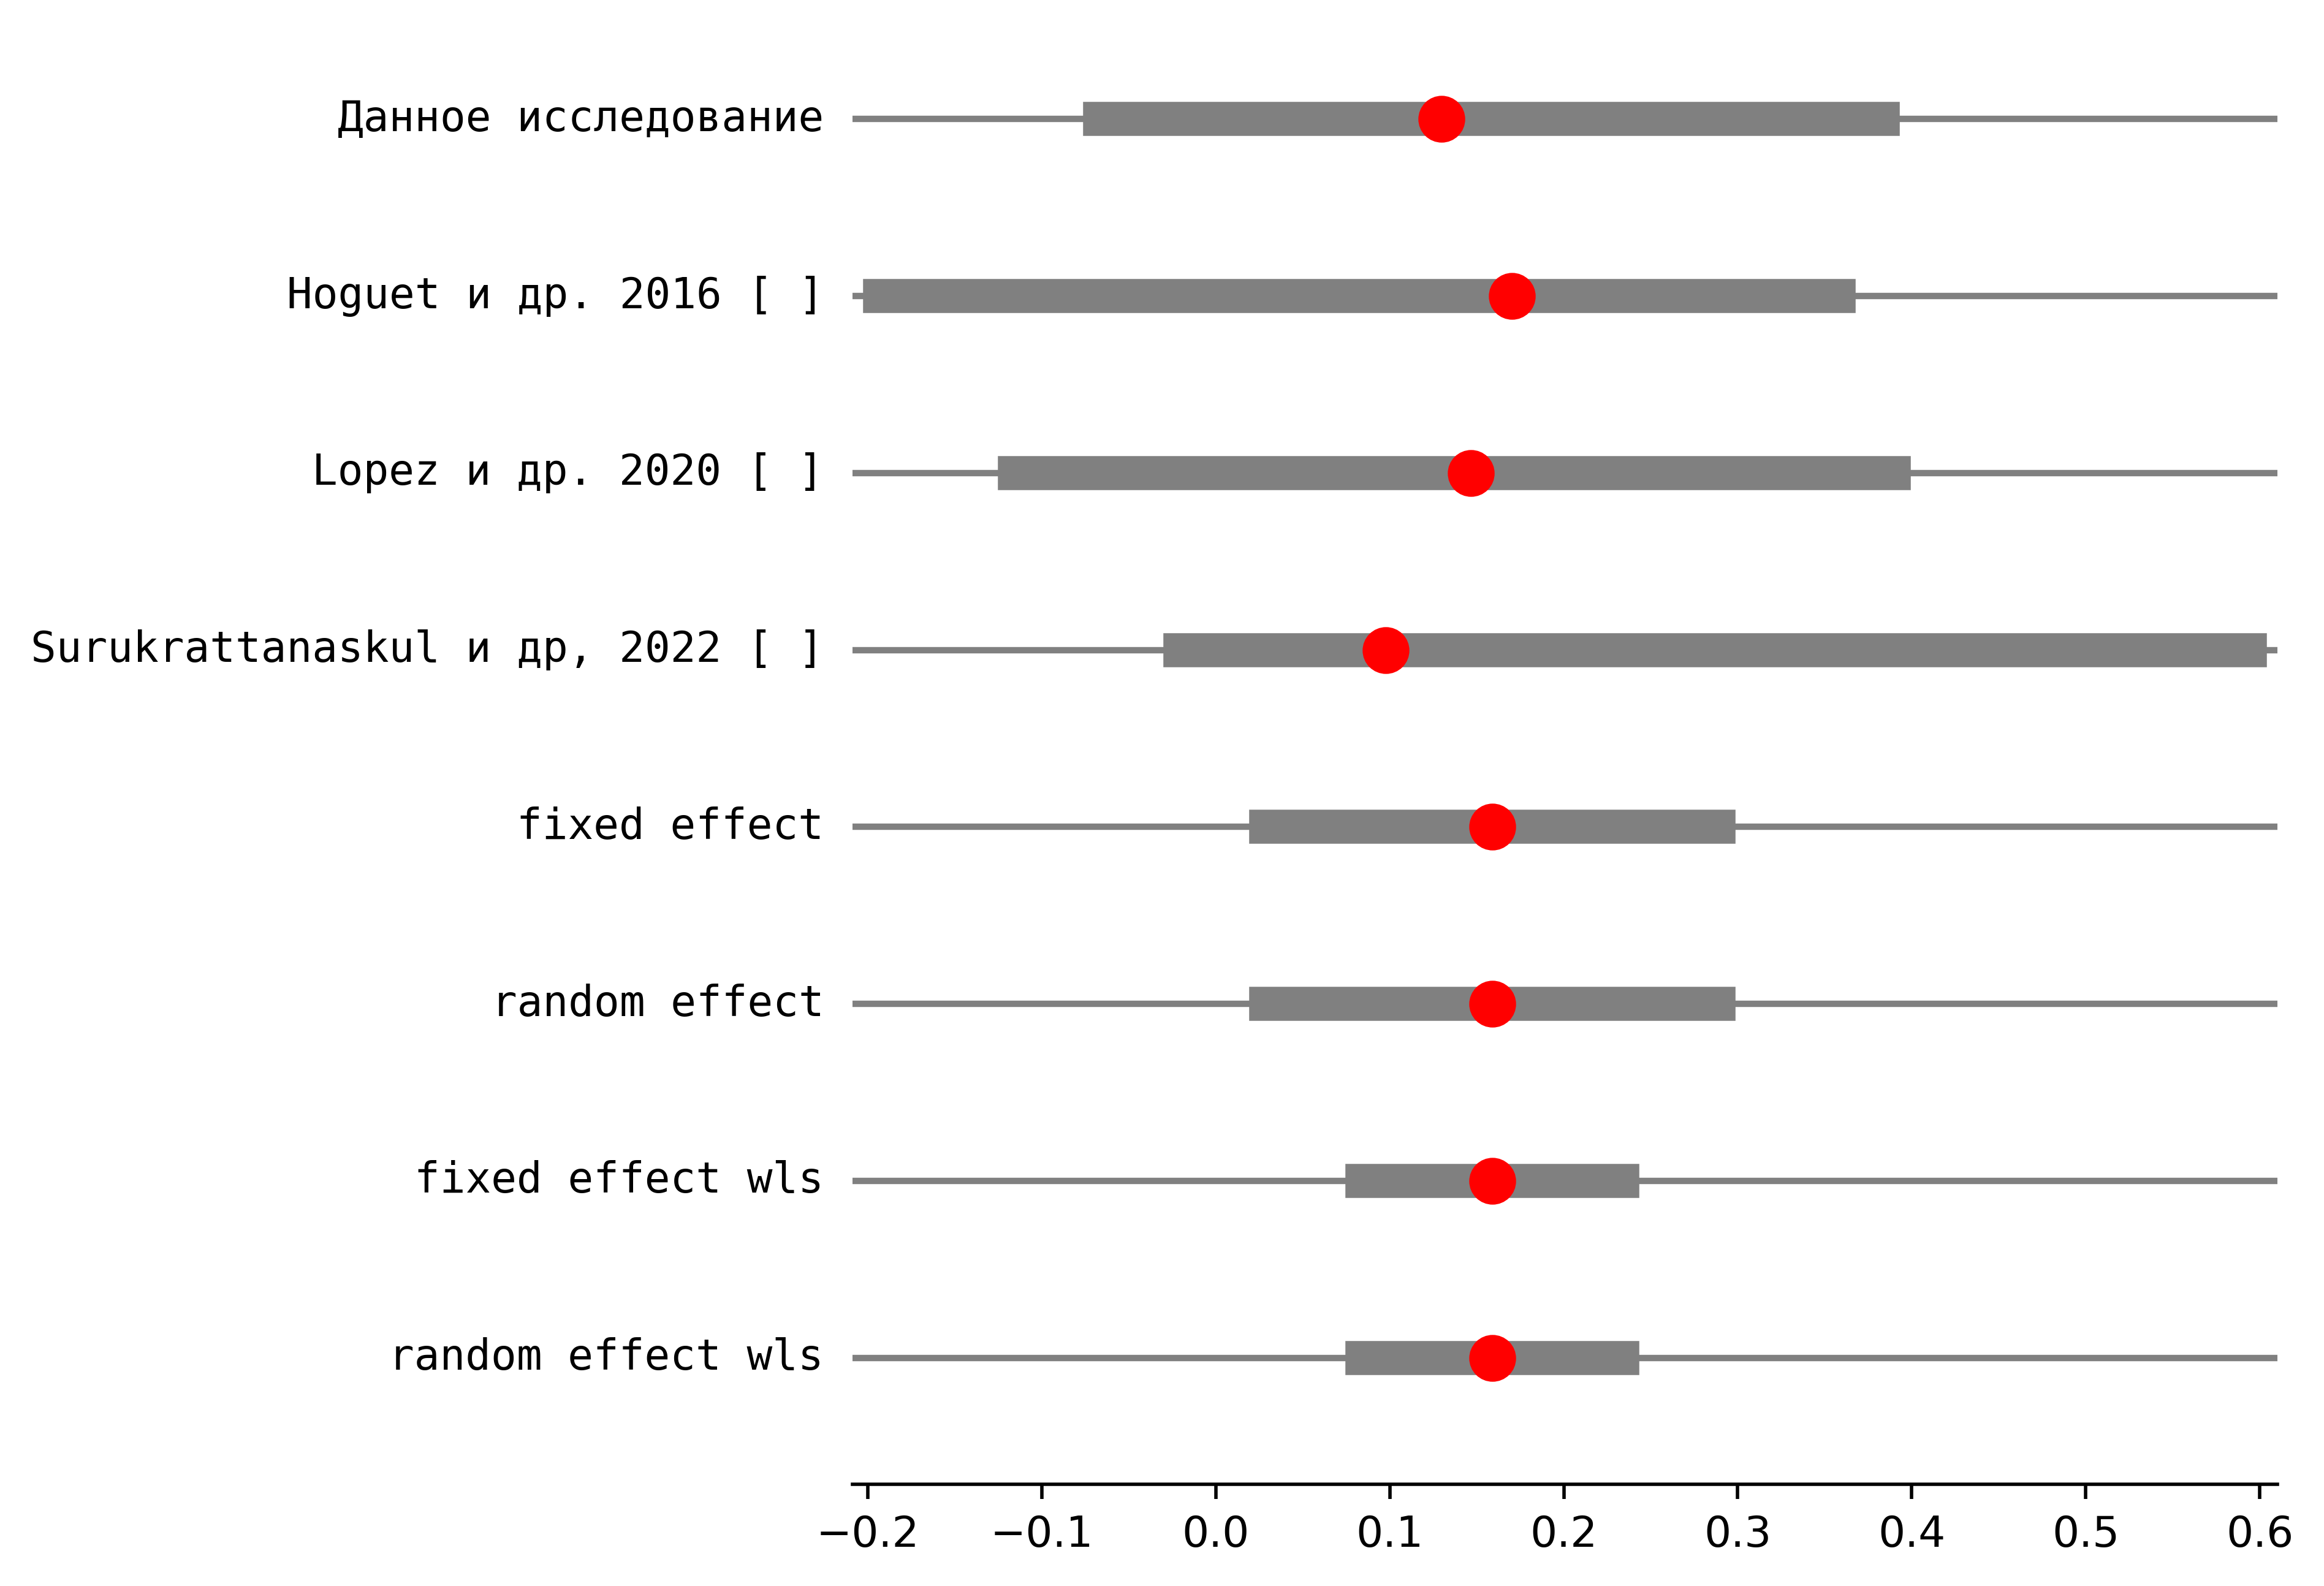 Данное исследование
Hoguet и др. 2016 [ ]
Lopez и др. 2020 [ ]
Surukrattanaskul и др, 2022 [ ]
fixed effect
random effect
fixed effect wls
random effect wls
−0.2 −0.1 0.0 0.1 0.2 0.3 0.4 0.5 0.6